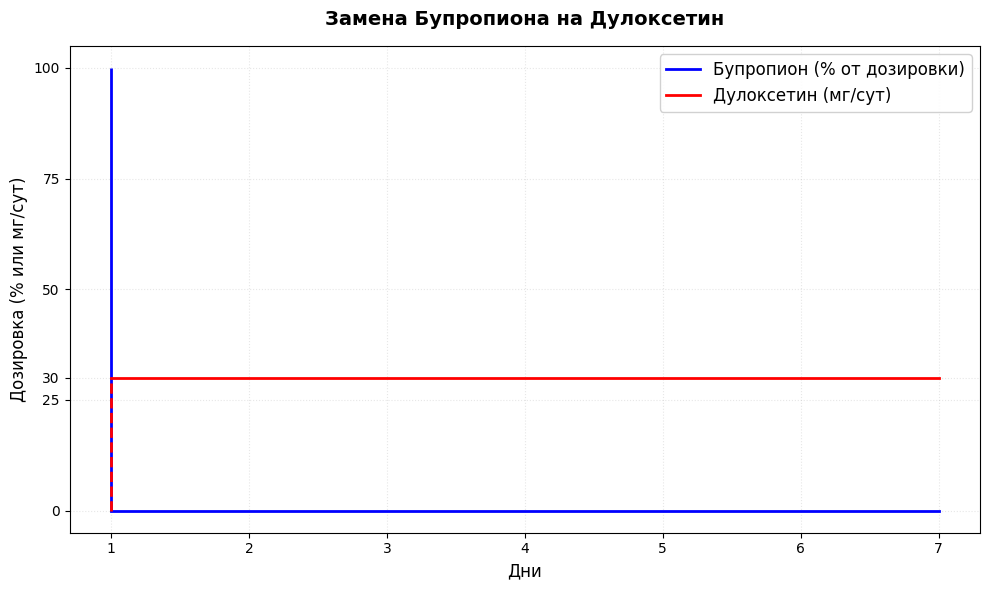 Замена Бупропиона на Дулоксетин
Бупропион (% от дозировки)
Дулоксетин (мг/сут)
Дозировка (% или мг/сут)
100
75
50
30
25
0
1 2 3 4 5 6 7
Дни